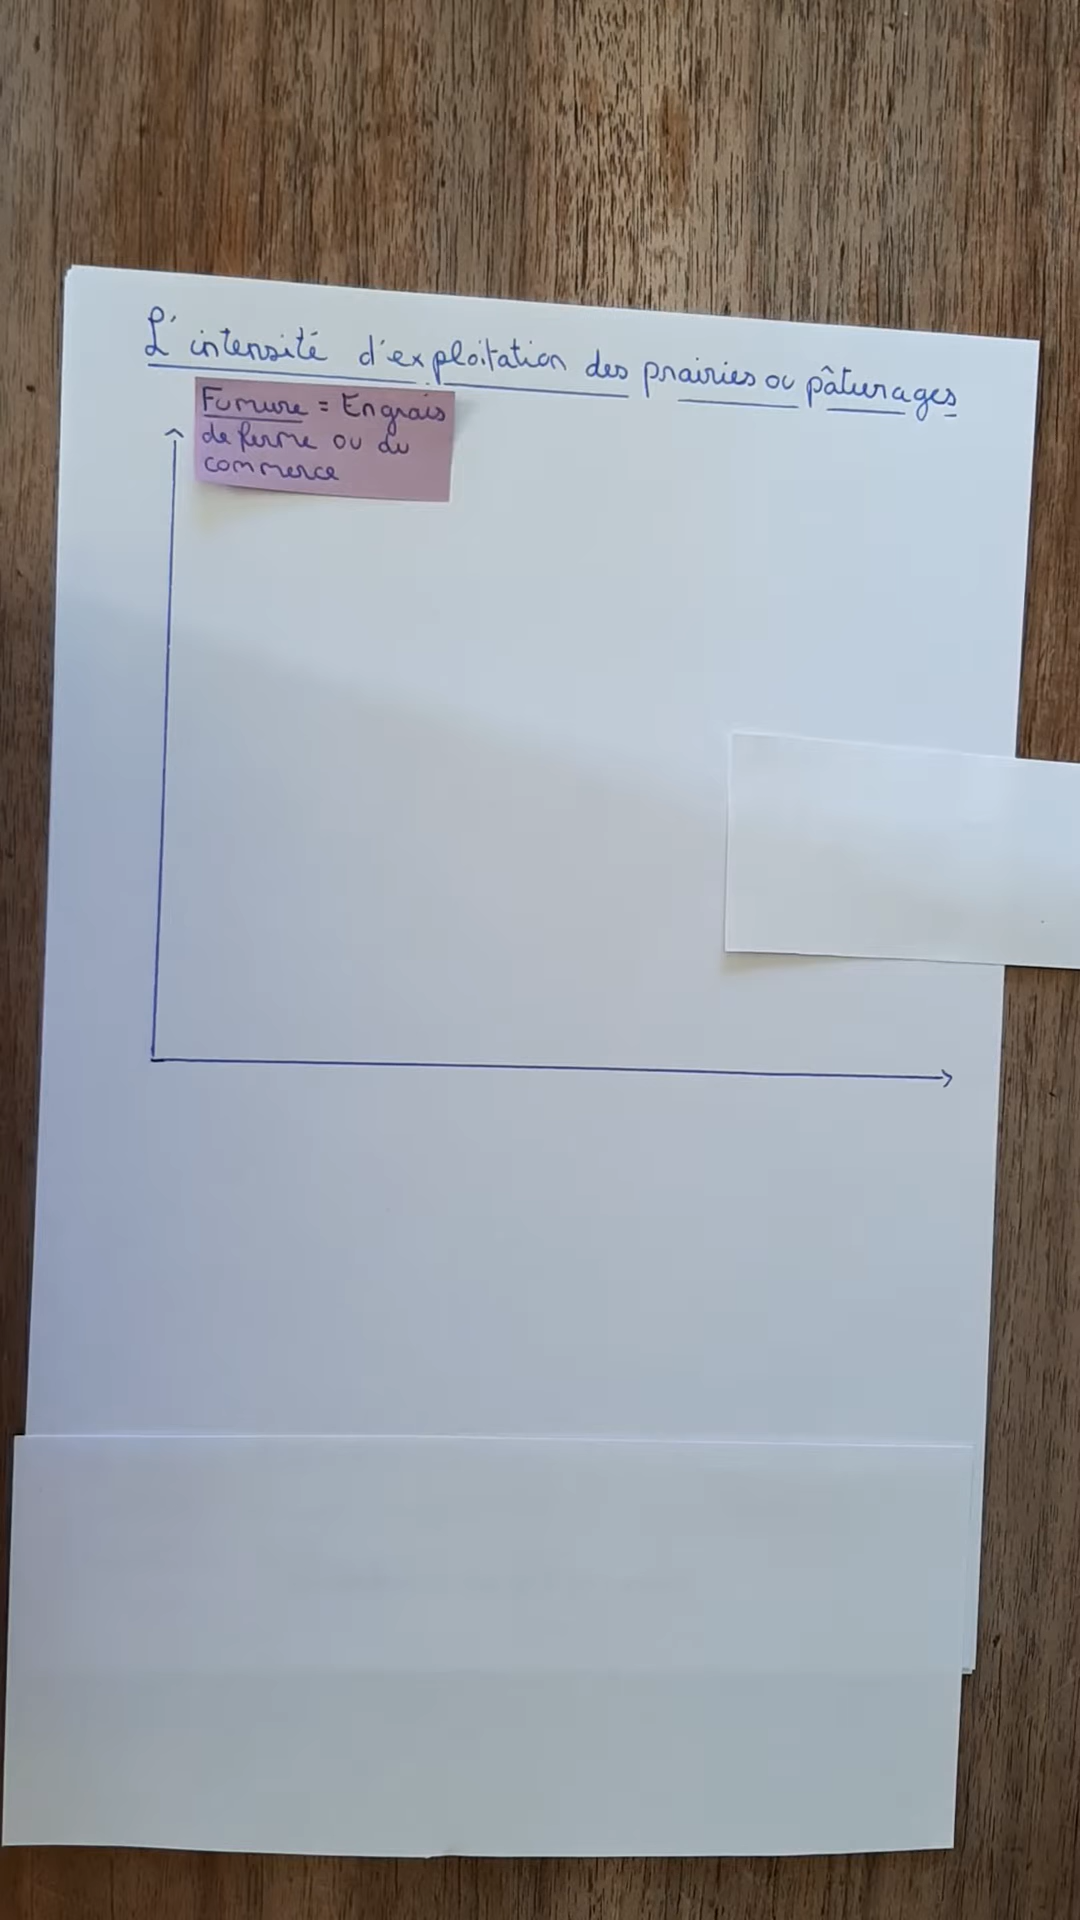 L'intensité d'exploitation des prairies ou pâturages
Fumure = Engrais
de ferme ou du
commerce